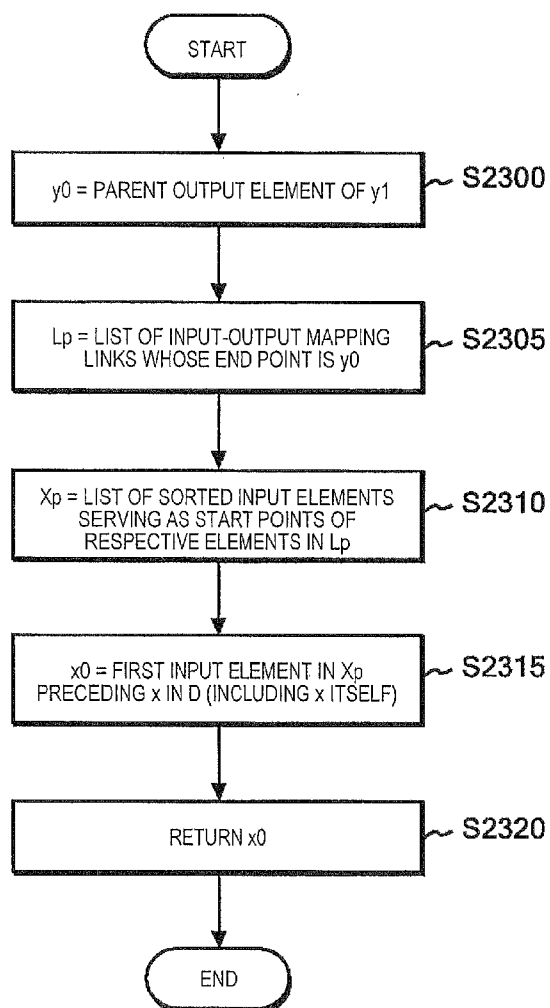 START
y0 = PARENT OUTPUT ELEMENT OF y1
S2300
Lp = LIST OF INPUT-OUTPUT MAPPING
LINKS WHOSE END POINT IS y0
S2305
Xp = LIST OF SORTED INPUT ELEMENTS
SERVING AS START POINTS OF
RESPECTIVE ELEMENTS IN Lp
S2310
x0 = FIRST INPUT ELEMENT IN Xp
PRECEDING x IN D (INCLUDING x ITSELF)
S2315
RETURN x0
S2320
END